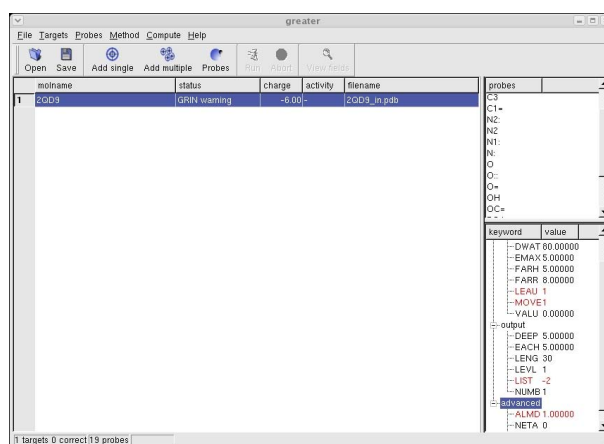 greater
File Targets Probes Method Compute Help
Open Save Add single Add multiple Probes Run Abort View fields
molname status charge activity filename
1 2QD9 GRIN warning -6.00 - 2QD9_in.pdb
probes
C3
C1=
N2:
N2
N1:
N:
O
O::
O=
OH
OC=
keyword value
DWAT 80.00000
EMAX 5.00000
FARH 5.00000
FARR 8.00000
LEAU 1
MOVE 1
VALU 0.00000
output
DEEP 5.00000
EACH 5.00000
LENG 30
LEVL 1
LIST -2
NUMB 1
advanced
ALMD 1.00000
NETA 0
1 targets 0 correct 19 probes